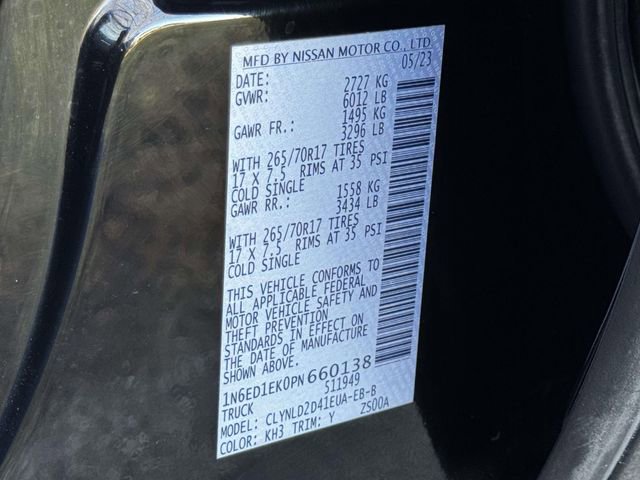 MFD BY NISSAN MOTOR CO., LTD.
DATE: 05/23
GVWR: 2727 KG
6012 LB
GAWR FR.: 1495 KG
3296 LB
WITH 265/70R17 TIRES
17 X 7.5 RIMS AT 35 PSI
COLD SINGLE
GAWR RR.: 1558 KG
3434 LB
WITH 265/70R17 TIRES
17 X 7.5 RIMS AT 35 PSI
COLD SINGLE
THIS VEHICLE CONFORMS TO
ALL APPLICABLE FEDERAL
MOTOR VEHICLE SAFETY AND
THEFT PREVENTION
STANDARDS IN EFFECT ON
THE DATE OF MANUFACTURE
SHOWN ABOVE.
1N6ED1EK0PN660138
TRUCK 511949
MODEL: CLYNLD2D41EUA-EB-B
COLOR: KH3 TRIM: Y ZS00A